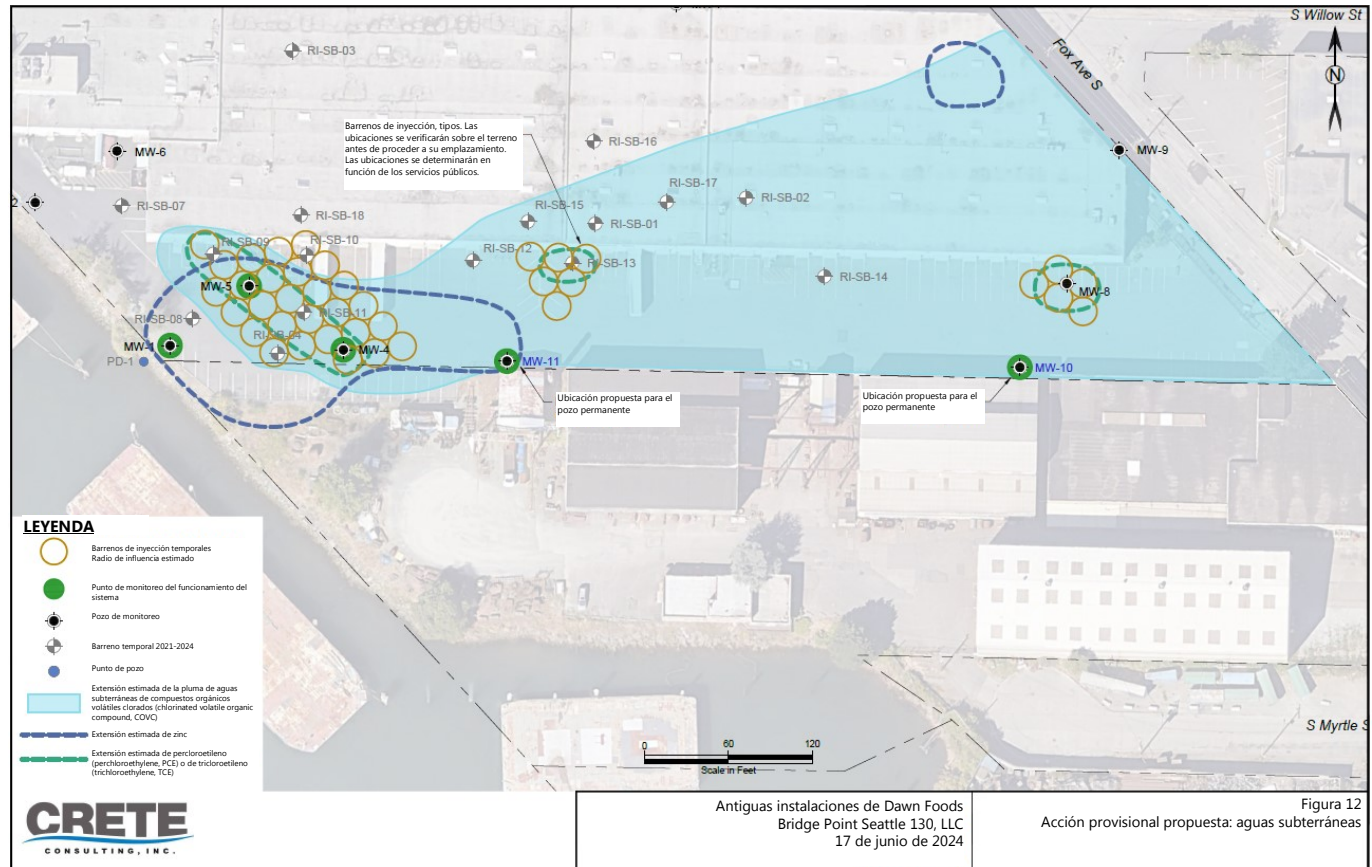 S Willow St
Fox Ave S
N
RI-SB-03
Barrenos de inyección, tipos. Las
ubicaciones se verificarán sobre el terreno
antes de proceder a su emplazamiento.
Las ubicaciones se determinarán en
función de los servicios públicos.
RI-SB-16
MW-6
MW-9
RI-SB-17
RI-SB-02
2
RI-SB-07
RI-SB-18
RI-SB-15
RI-SB-01
RI-SB-09
RI-SB-10
RI-SB-12
RI-SB-13
RI-SB-14
MW-5
MW-8
RI-SB-08
RI-SB-11
RI-SB-04
MW-1
MW-4
PD-1
MW-11
MW-10
Ubicación propuesta para el
pozo permanente
Ubicación propuesta para el
pozo permanente
LEYENDA
Barrenos de inyección temporales
Radio de influencia estimado
Punto de monitoreo del funcionamiento del
sistema
Pozo de monitoreo
Barreno temporal 2021-2024
Punto de pozo
Extensión estimada de la pluma de aguas
subterráneas de compuestos orgánicos
volátiles clorados (chlorinated volatile organic
compound, COVC)
Extensión estimada de zinc
Extensión estimada de percloroetileno
(perchloroethylene, PCE) o de tricloroetileno
(trichloroethylene, TCE)
S Myrtle S
0 60 120
Scale in Feet
CRETE
CONSULTING, INC.
Antiguas instalaciones de Dawn Foods
Bridge Point Seattle 130, LLC
17 de junio de 2024
Figura 12
Acción provisional propuesta: aguas subterráneas